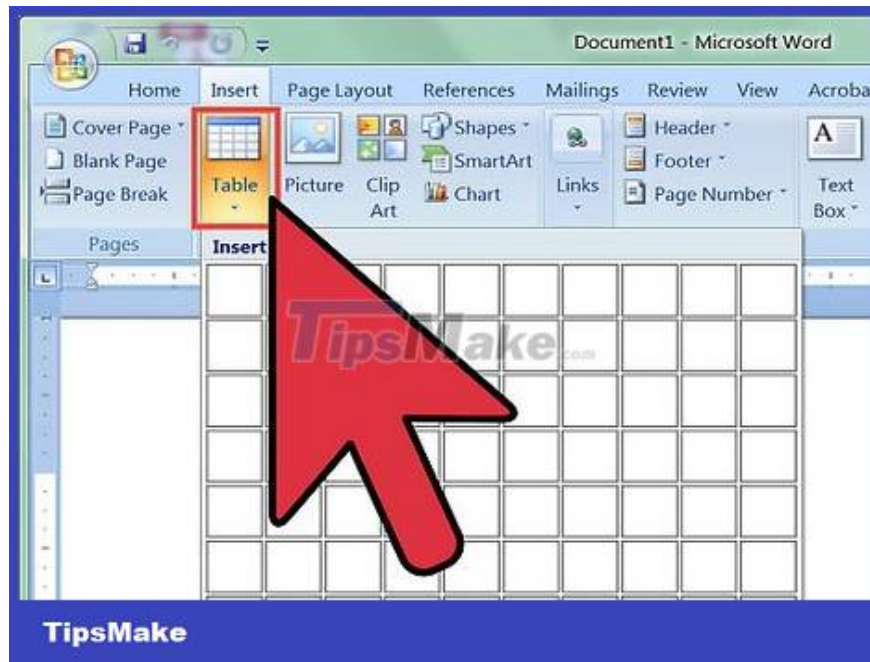 Document1 - Microsoft Word
Home Insert Page Layout References Mailings Review View Acroba
Cover Page
Blank Page
Page Break
Table
Picture
Clip
Art
Shapes
SmartArt
Chart
Links
Header
Footer
Page Number
A
Text
Box
Pages
Insert
TipsMake.com
TipsMake